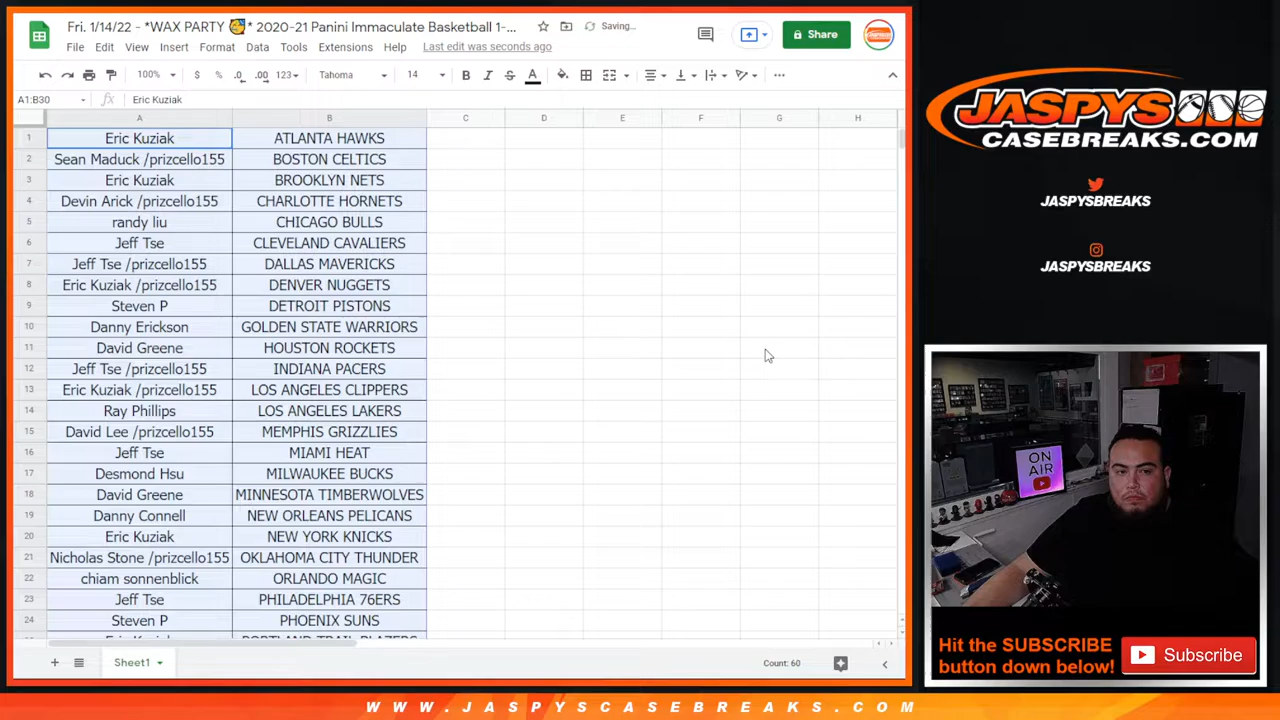 Fri. 1/14/22 - *WAX PARTY 🥳* 2020-21 Panini Immaculate Basketball 1-...
Saving...
File Edit View Insert Format Data Tools Extensions Help Last edit was seconds ago
Share
100% $ % .0 .00 123 Tahoma 14 B I S A
A1:B30 fx Eric Kuziak
A B C D E F G H
1 Eric Kuziak ATLANTA HAWKS
2 Sean Maduck /prizcello155 BOSTON CELTICS
3 Eric Kuziak BROOKLYN NETS
4 Devin Arick /prizcello155 CHARLOTTE HORNETS
5 randy liu CHICAGO BULLS
6 Jeff Tse CLEVELAND CAVALIERS
7 Jeff Tse /prizcello155 DALLAS MAVERICKS
8 Eric Kuziak /prizcello155 DENVER NUGGETS
9 Steven P DETROIT PISTONS
10 Danny Erickson GOLDEN STATE WARRIORS
11 David Greene HOUSTON ROCKETS
12 Jeff Tse /prizcello155 INDIANA PACERS
13 Eric Kuziak /prizcello155 LOS ANGELES CLIPPERS
14 Ray Phillips LOS ANGELES LAKERS
15 David Lee /prizcello155 MEMPHIS GRIZZLIES
16 Jeff Tse MIAMI HEAT
17 Desmond Hsu MILWAUKEE BUCKS
18 David Greene MINNESOTA TIMBERWOLVES
19 Danny Connell NEW ORLEANS PELICANS
20 Eric Kuziak NEW YORK KNICKS
21 Nicholas Stone /prizcello155 OKLAHOMA CITY THUNDER
22 chiam sonnenblick ORLANDO MAGIC
23 Jeff Tse PHILADELPHIA 76ERS
24 Steven P PHOENIX SUNS
Eric Kuziak PORTLAND TRAIL BLAZERS
Sheet1 Count: 60
JASPYS
CASEBREAKS.COM
JASPYSBREAKS
JASPYSBREAKS
ON
AIR
Hit the SUBSCRIBE
button down below!
Subscribe
WWW.JASPYSCASEBREAKS.COM